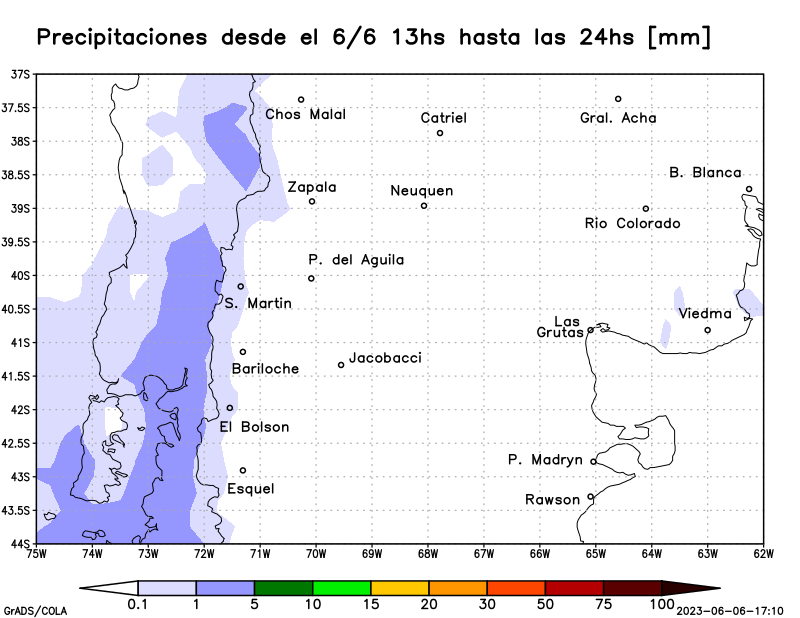 Precipitaciones desde el 6/6 13hs hasta las 24hs [mm]
37S
37.5S
38S
38.5S
39S
39.5S
40S
40.5S
41S
41.5S
42S
42.5S
43S
43.5S
44S
Chos Malal
Catriel
Gral. Acha
B. Blanca
Zapala
Neuquen
Rio Colorado
P. del Aguila
S. Martin
Viedma
Las
Grutas
Bariloche
Jacobacci
El Bolson
P. Madryn
Esquel
Rawson
75W 74W 73W 72W 71W 70W 69W 68W 67W 66W 65W 64W 63W 62W
0.1 1 5 10 15 20 30 50 75 100
GrADS/COLA
2023-06-06-17:10